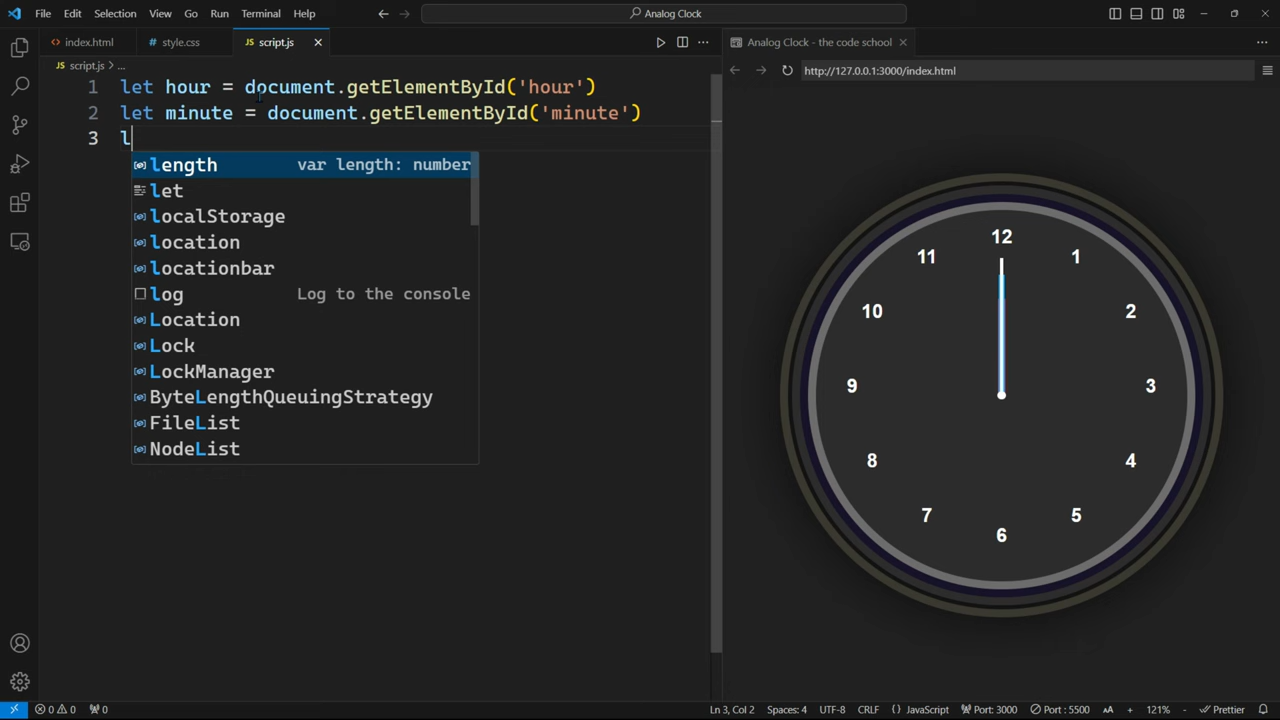 File Edit Selection View Go Run Terminal Help
Analog Clock
index.html
style.css
script.js
Analog Clock - the code school
script.js > ...
http://127.0.0.1:3000/index.html
1 let hour = document.getElementById('hour')
2 let minute = document.getElementById('minute')
3 l
length var length: number
let
localStorage
location
locationbar
log Log to the console
Location
Lock
LockManager
ByteLengthQueuingStrategy
FileList
NodeList
12
11 1
10 2
9 3
8 4
7 5
6
0 0 0 Ln 3, Col 2 Spaces: 4 UTF-8 CRLF {} JavaScript Port: 3000 Port : 5500 AA + 121% - Prettier